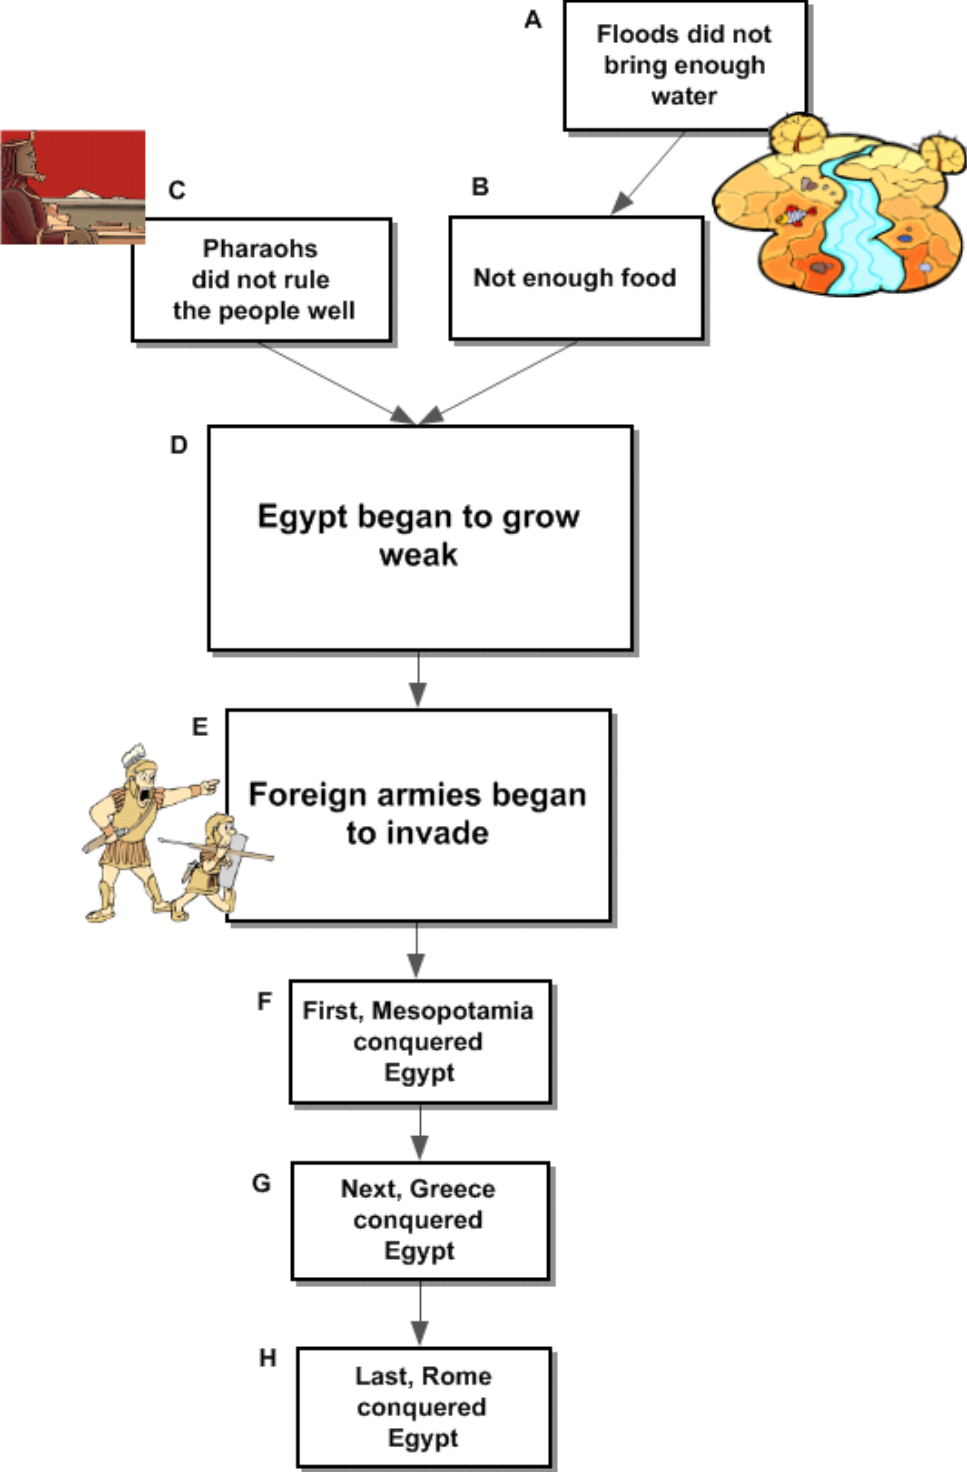 A
Floods did not
bring enough
water
C
Pharaohs
did not rule
the people well
B
Not enough food
D
Egypt began to grow
weak
E
Foreign armies began
to invade
F
First, Mesopotamia
conquered
Egypt
G
Next, Greece
conquered
Egypt
H
Last, Rome
conquered
Egypt